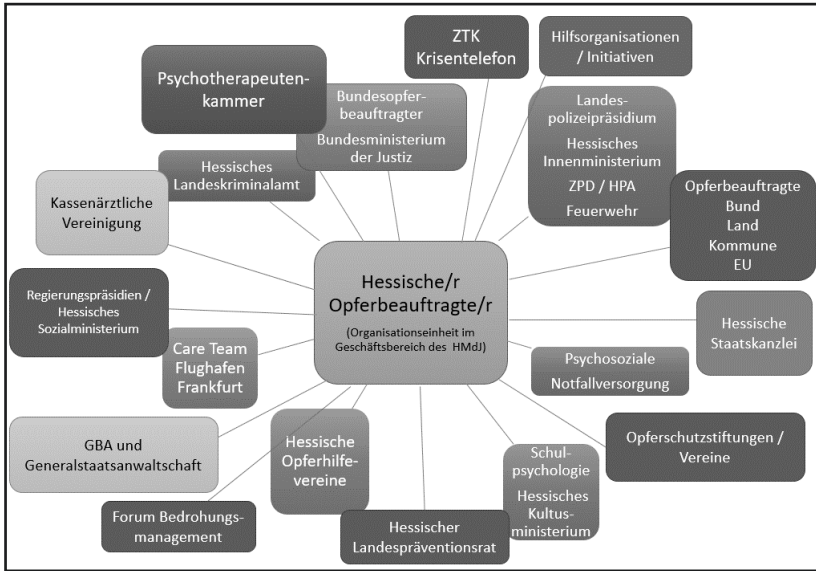 ZTK
Krisentelefon
Hilfsorganisationen
/ Initiativen
Psychotherapeuten-
kammer
Bundesopfer-
beauftragter
Bundesministerium
der Justiz
Landes-
polizeipräsidium
Hessisches
Innenministerium
ZPD / HPA
Feuerwehr
Hessisches
Landeskriminalamt
Opferbeauftragte
Bund
Land
Kommune
EU
Kassenärztliche
Vereinigung
Hessische/r
Opferbeauftragte/r
(Organisationseinheit im
Geschäftsbereich des HMdJ)
Regierungspräsidien /
Hessisches
Sozialministerium
Hessische
Staatskanzlei
Care Team
Flughafen
Frankfurt
Psychosoziale
Notfallversorgung
GBA und
Generalstaatsanwaltschaft
Hessische
Opferhilfe-
vereine
Schul-
psychologie
Hessisches
Kultus-
ministerium
Opferschutzstiftungen /
Vereine
Forum Bedrohungs-
management
Hessischer
Landespräventionsrat